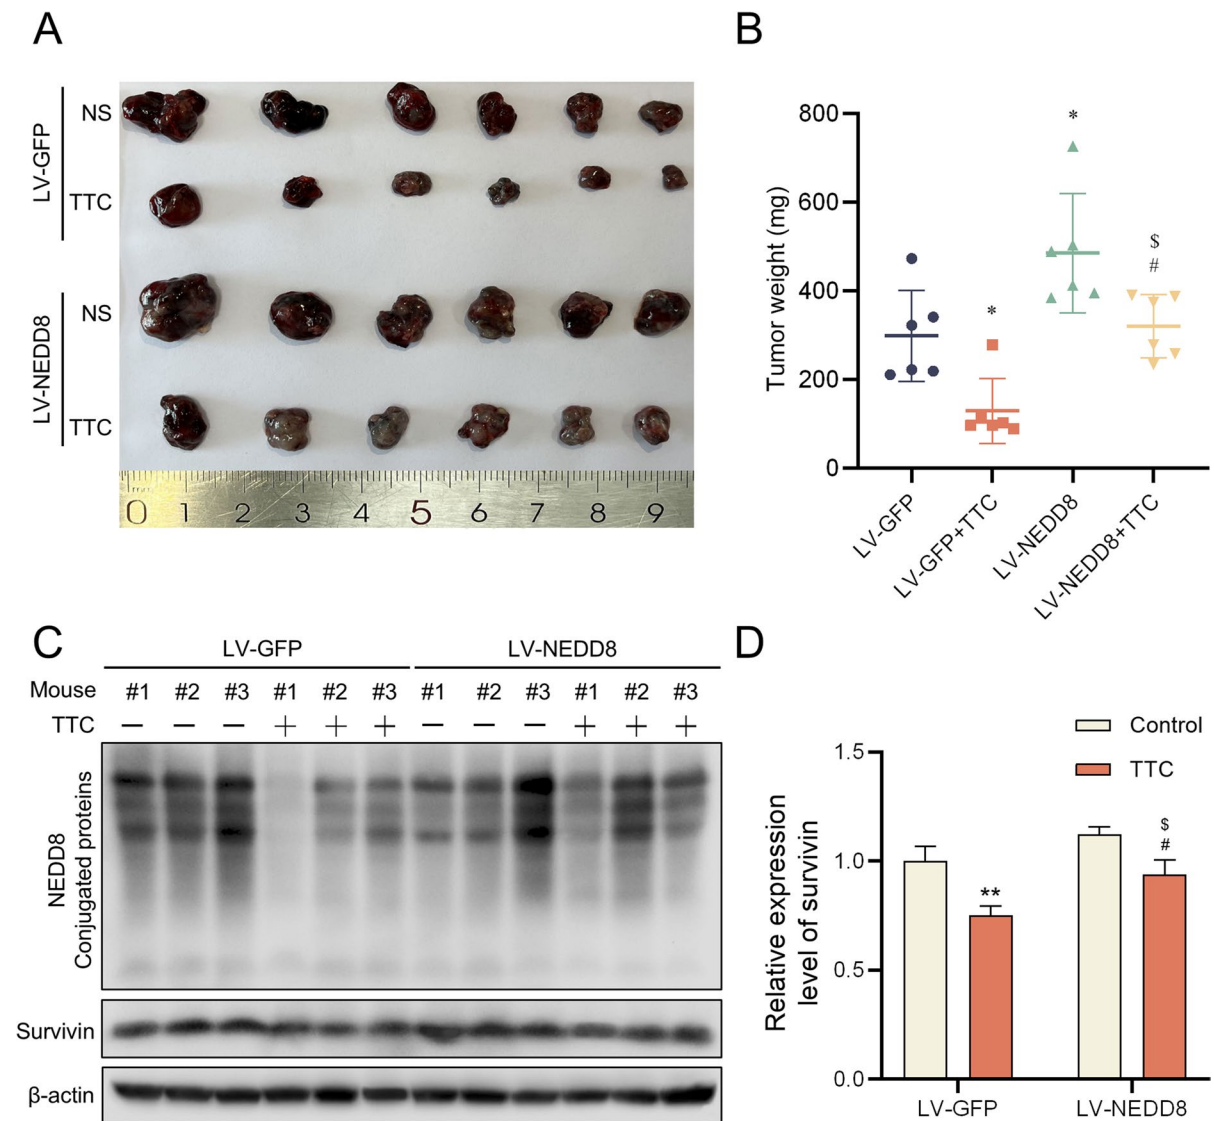 A
LV-GFP
NS
TTC
LV-NEDD8
NS
TTC
0 1 2 3 4 5 6 7 8 9
B
Tumor weight (mg)
800
600
400
200
0
*
*
*
$
#
LV-GFP
LV-GFP+TTC
LV-NEDD8
LV-NEDD8+TTC
C
LV-GFP LV-NEDD8
Mouse #1 #2 #3 #1 #2 #3 #1 #2 #3 #1 #2 #3
TTC − − − + + + − − − + + +
NEDD8
Conjugated proteins
Survivin
β-actin
D
Control
TTC
Relative expression
level of survivin
1.5
1.0
0.5
0.0
**
$
#
LV-GFP LV-NEDD8